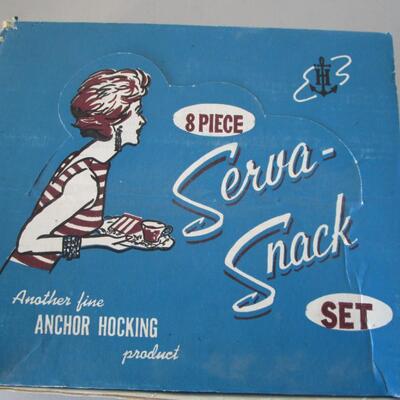 H
8 PIECE
Serva-
Snack
SET
Another fine
ANCHOR HOCKING
product